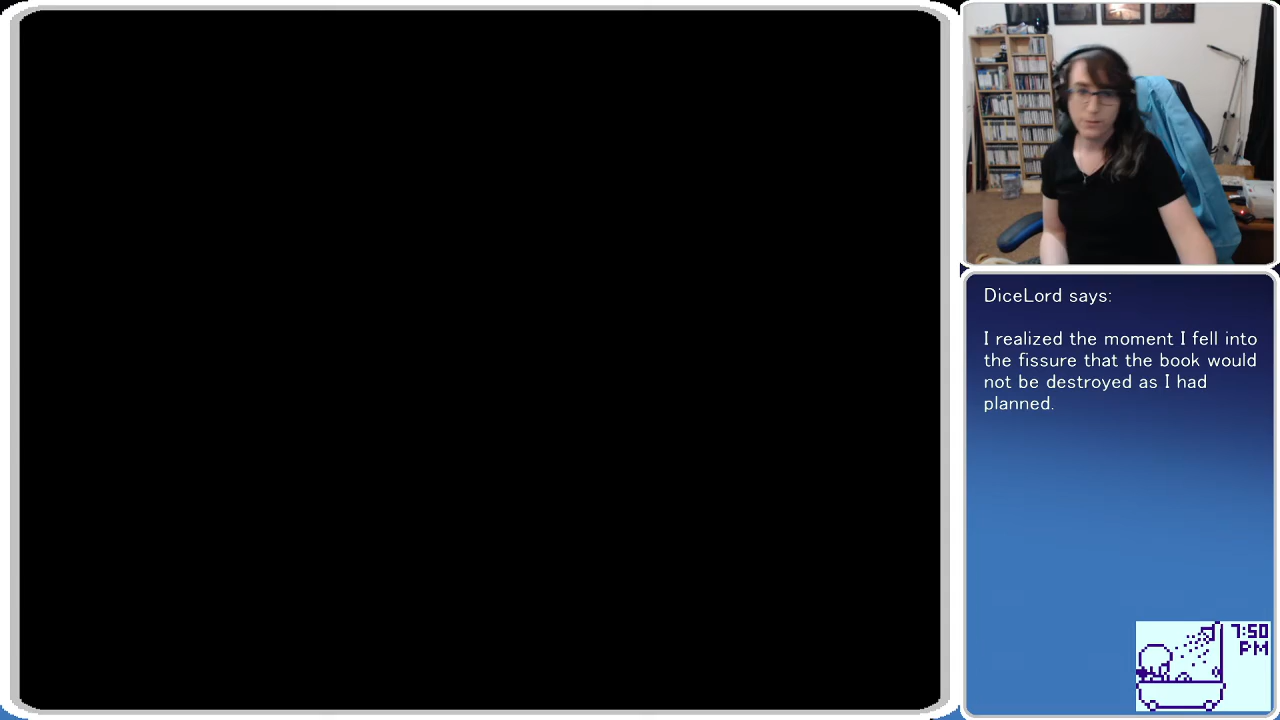 DiceLord says:
I realized the moment I fell into
the fissure that the book would
not be destroyed as I had
planned.
7:50
PM